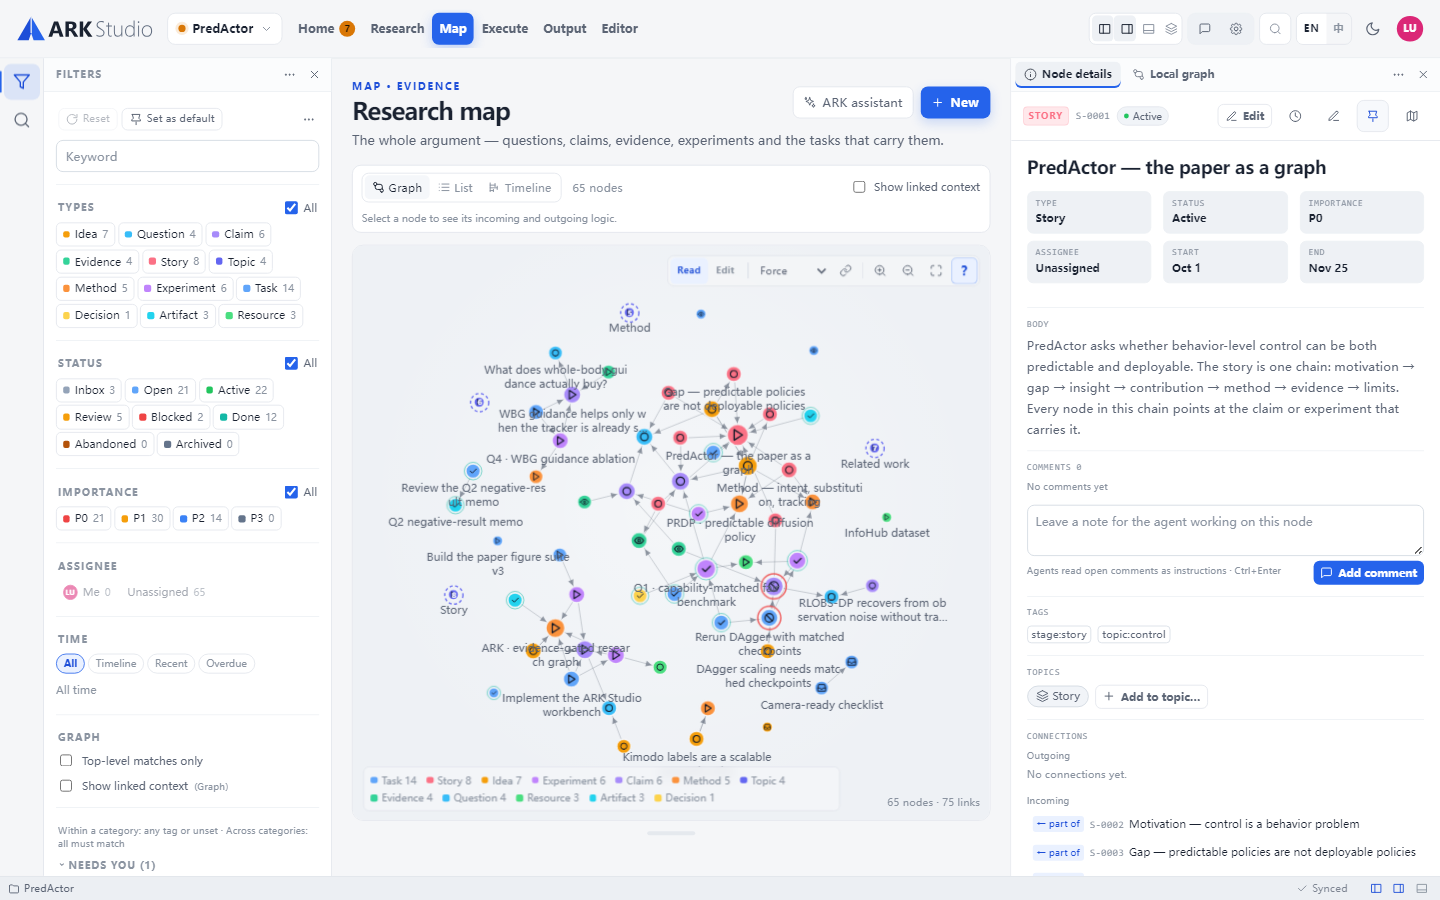 ARK Studio
PredActor
Home 7
Research
Map
Execute
Output
Editor
EN 中
LU
FILTERS
Reset
Set as default
Keyword
TYPES
All
Idea 7
Question 4
Claim 6
Evidence 4
Story 8
Topic 4
Method 5
Experiment 6
Task 14
Decision 1
Artifact 3
Resource 3
STATUS
All
Inbox 3
Open 21
Active 22
Review 5
Blocked 2
Done 12
Abandoned 0
Archived 0
IMPORTANCE
All
P0 21
P1 30
P2 14
P3 0
ASSIGNEE
LU Me 0
Unassigned 65
TIME
All
Timeline
Recent
Overdue
All time
GRAPH
Top-level matches only
Show linked context (Graph)
Within a category: any tag or unset · Across categories:
all must match
NEEDS YOU (1)
MAP • EVIDENCE
Research map
ARK assistant
+ New
The whole argument — questions, claims, evidence, experiments and the tasks that carry them.
Graph
List
Timeline
65 nodes
Show linked context
Select a node to see its incoming and outgoing logic.
Read
Edit
Force
?
Method
What does whole-body gui
dance actually buy?
Gap — predictable policies
are not deployable policies
WBG guidance helps only w
hen the tracker is already s
Q4 · WBG guidance ablation
PredActor — the paper as a
graph
Related work
Review the Q2 negative-res
ult memo
Method — intent, substituti
on, tracking
Q2 negative-result memo
PRDP · predictable diffusion
policy
InfoHub dataset
Build the paper figure suite
v3
Q1 · capability-matched
benchmark
Story
RLOBS-DP recovers from ob
servation noise without tra...
Rerun DAgger with matched
checkpoints
ARK · evidence-gated resear
ch graph
DAgger scaling needs matc
hed checkpoints
Implement the ARK Studio
workbench
Camera-ready checklist
Kimodo labels are a scalable
Task 14
Story 8
Idea 7
Experiment 6
Claim 6
Method 5
Topic 4
Evidence 4
Question 4
Resource 3
Artifact 3
Decision 1
65 nodes · 75 links
Node details
Local graph
STORY
S-0001
Active
Edit
PredActor — the paper as a graph
TYPE
Story
STATUS
Active
IMPORTANCE
P0
ASSIGNEE
Unassigned
START
Oct 1
END
Nov 25
BODY
PredActor asks whether behavior-level control can be both
predictable and deployable. The story is one chain: motivation →
gap → insight → contribution → method → evidence → limits.
Every node in this chain points at the claim or experiment that
carries it.
COMMENTS 0
No comments yet
Leave a note for the agent working on this node
Agents read open comments as instructions · Ctrl+Enter
Add comment
TAGS
stage:story
topic:control
TOPICS
Story
+ Add to topic...
CONNECTIONS
Outgoing
No connections yet.
Incoming
← part of S-0002 Motivation — control is a behavior problem
← part of S-0003 Gap — predictable policies are not deployable policies
PredActor
Synced